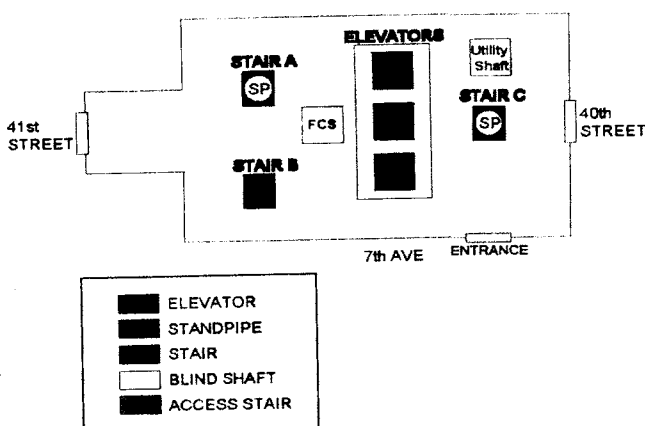 ELEVATORS
STAIR A
SP
Utility
Shaft
STAIR C
SP
41st
STREET
FCS
40th
STREET
STAIR B
7th AVE
ENTRANCE
ELEVATOR
STANDPIPE
STAIR
BLIND SHAFT
ACCESS STAIR